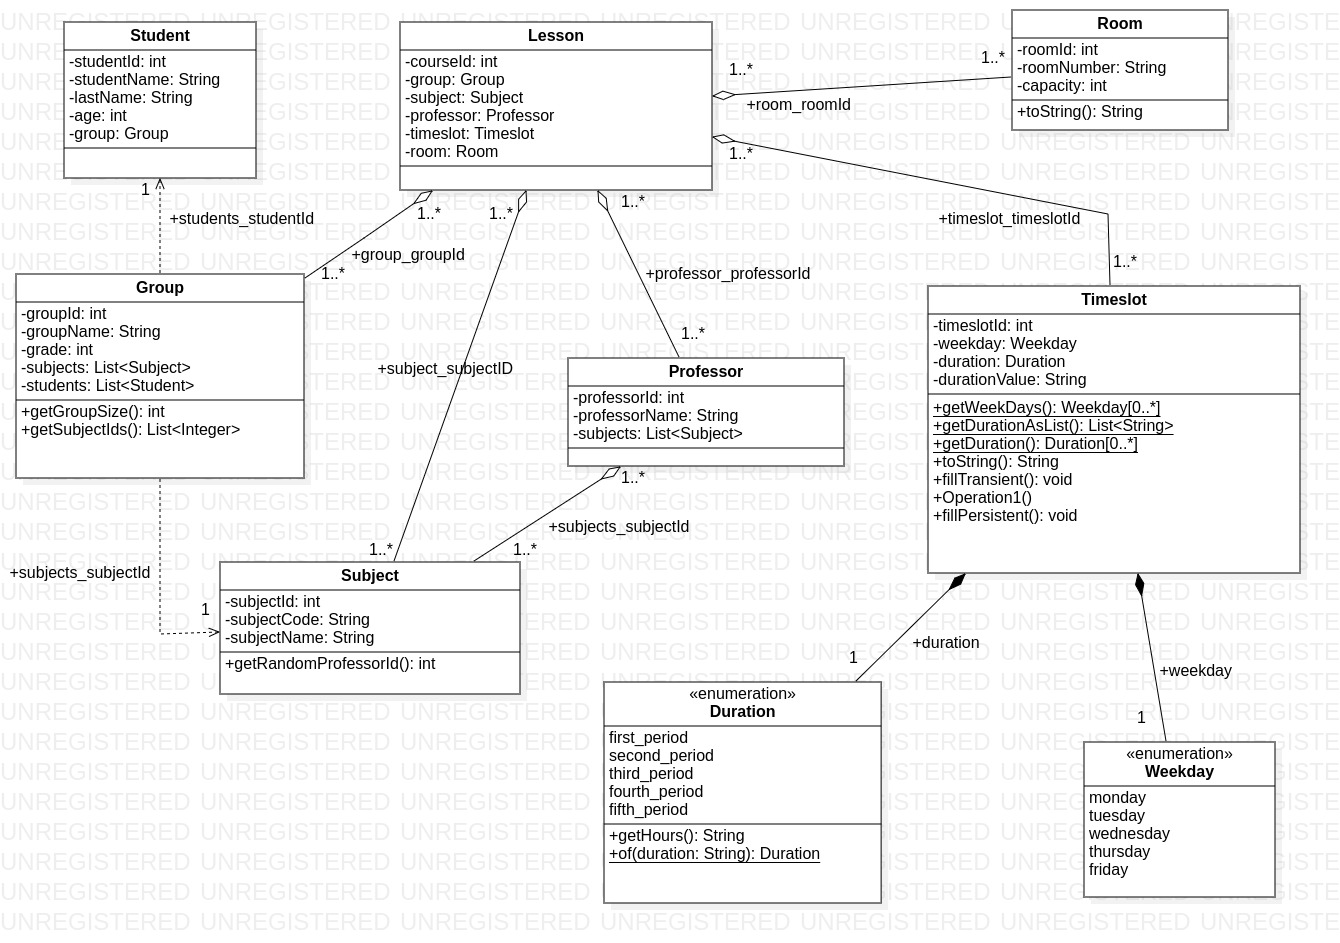 Student
-studentId: int
-studentName: String
-lastName: String
-age: int
-group: Group
Lesson
-courseId: int
-group: Group
-subject: Subject
-professor: Professor
-timeslot: Timeslot
-room: Room
Room
-roomId: int
-roomNumber: String
-capacity: int
+toString(): String
1..*
1..*
+room_roomId
1..*
+timeslot_timeslotId
1..*
1
+students_studentId
1..*
+group_groupId
1..*
1..*
+subject_subjectID
1..*
1..*
+professor_professorId
1..*
Group
-groupId: int
-groupName: String
-grade: int
-subjects: List<Subject>
-students: List<Student>
+getGroupSize(): int
+getSubjectIds(): List<Integer>
Professor
-professorId: int
-professorName: String
-subjects: List<Subject>
1..*
+subjects_subjectId
1..*
Timeslot
-timeslotId: int
-weekday: Weekday
-duration: Duration
-durationValue: String
+getWeekDays(): Weekday[0..*]
+getDurationAsList(): List<String>
+getDuration(): Duration[0..*]
+toString(): String
+fillTransient(): void
+Operation1()
+fillPersistent(): void
+subjects_subjectId
1
Subject
-subjectId: int
-subjectCode: String
-subjectName: String
+getRandomProfessorId(): int
+duration
1
+weekday
1
«enumeration»
Duration
first_period
second_period
third_period
fourth_period
fifth_period
+getHours(): String
+of(duration: String): Duration
«enumeration»
Weekday
monday
tuesday
wednesday
thursday
friday
UNREGISTERED